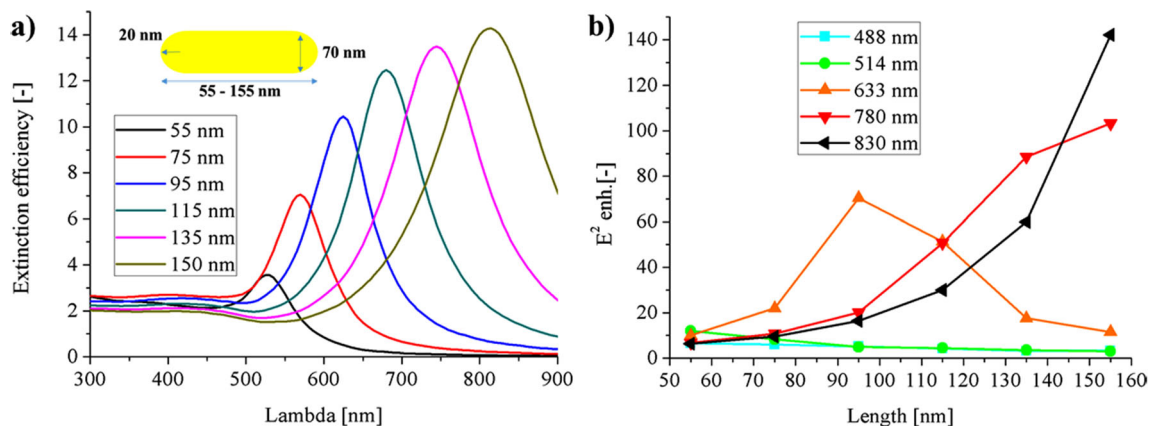 a)
20 nm
70 nm
55 - 155 nm
55 nm
75 nm
95 nm
115 nm
135 nm
150 nm
Extinction efficiency [-]
14
12
10
8
6
4
2
0
300 400 500 600 700 800 900
Lambda [nm]
b)
488 nm
514 nm
633 nm
780 nm
830 nm
E² enh.[-]
140
120
100
80
60
40
20
0
50 60 70 80 90 100 110 120 130 140 150 160
Length [nm]